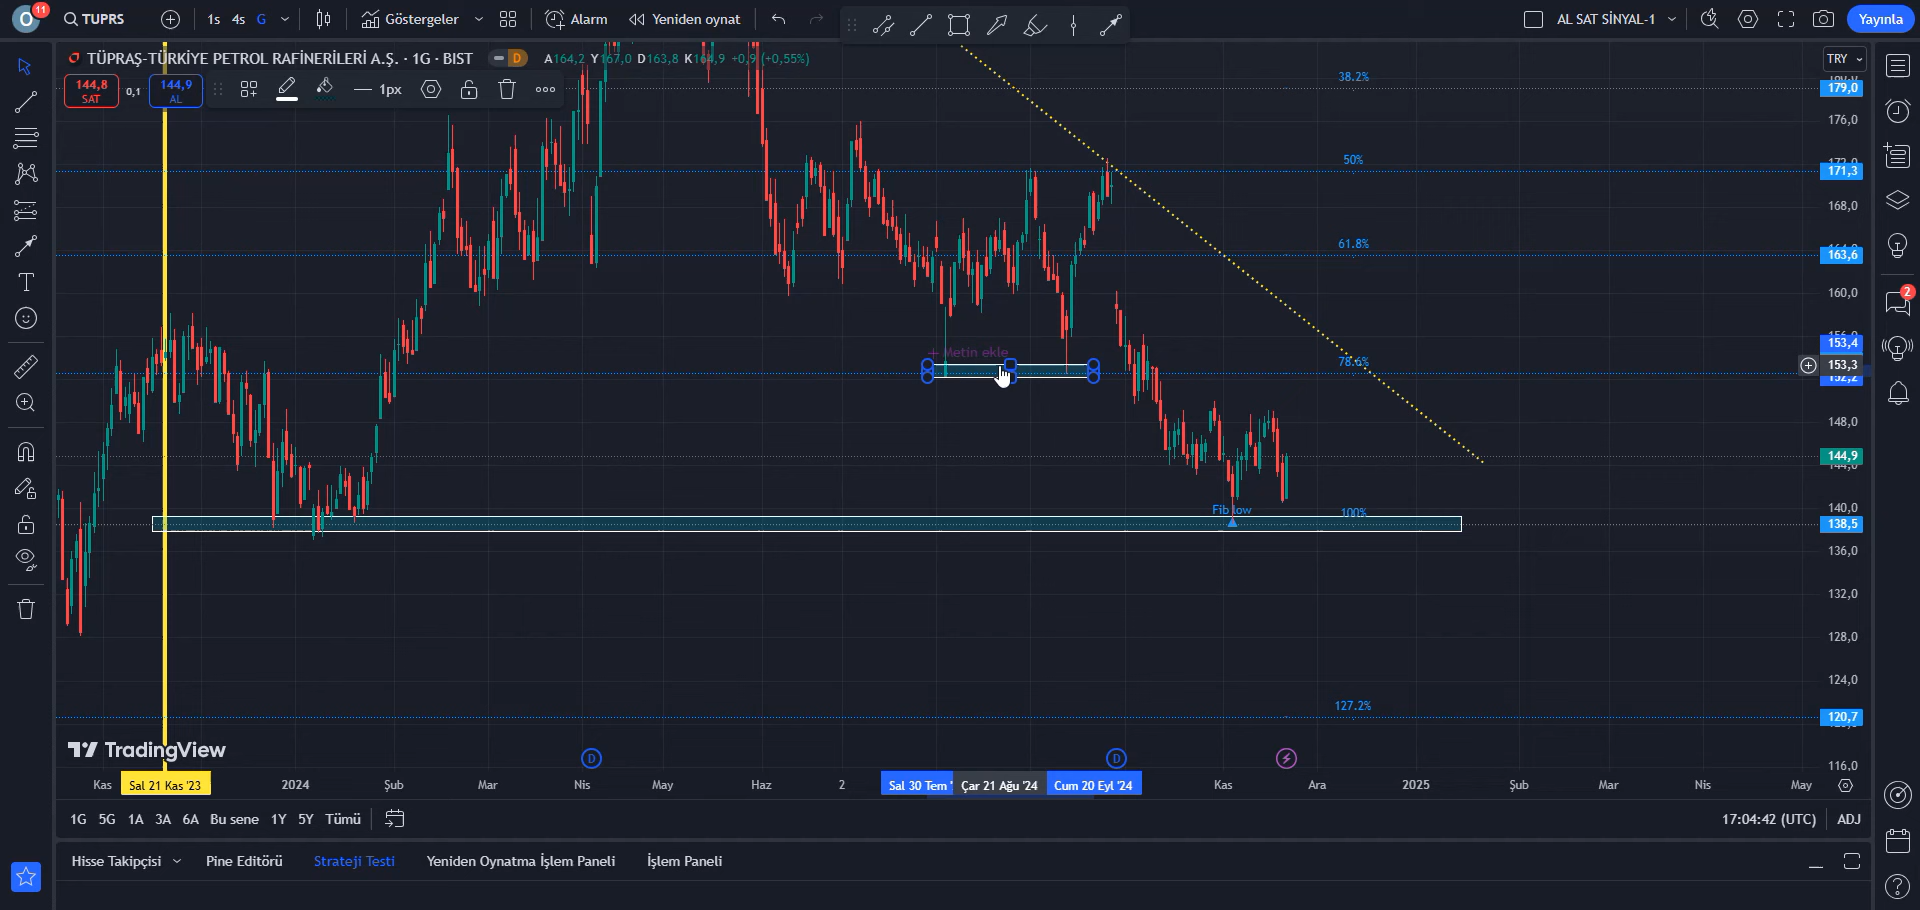 O 11 TUPRS 1s 4s G Göstergeler Alarm Yeniden oynat AL SAT SİNYAL-1 Yayınla
TÜPRAŞ-TÜRKİYE PETROL RAFİNERİLERİ A.Ş. · 1G · BIST D A164,2 Y167,0 D163,8 K164,9 +0,9 (+0,55%) TRY
144,8 SAT 0,1 144,9 AL 1px
38.2%
179,0
176,0
50%
171,3
168,0
61.8%
163,6
160,0
153,4
+ Metin ekle
78.6%
153,3
152,2
148,0
144,9
144,0
Fib low
100%
140,0
138,5
136,0
132,0
128,0
124,0
127.2%
120,7
TradingView
D D
116,0
Kas Sal 21 Kas '23 2024 Şub Mar Nis May Haz 2 Sal 30 Tem ' Çar 21 Ağu '24 Cum 20 Eyl '24 Kas Ara 2025 Şub Mar Nis May
1G 5G 1A 3A 6A Bu sene 1Y 5Y Tümü 17:04:42 (UTC) ADJ
Hisse Takipçisi Pine Editörü Strateji Testi Yeniden Oynatma İşlem Paneli İşlem Paneli
2